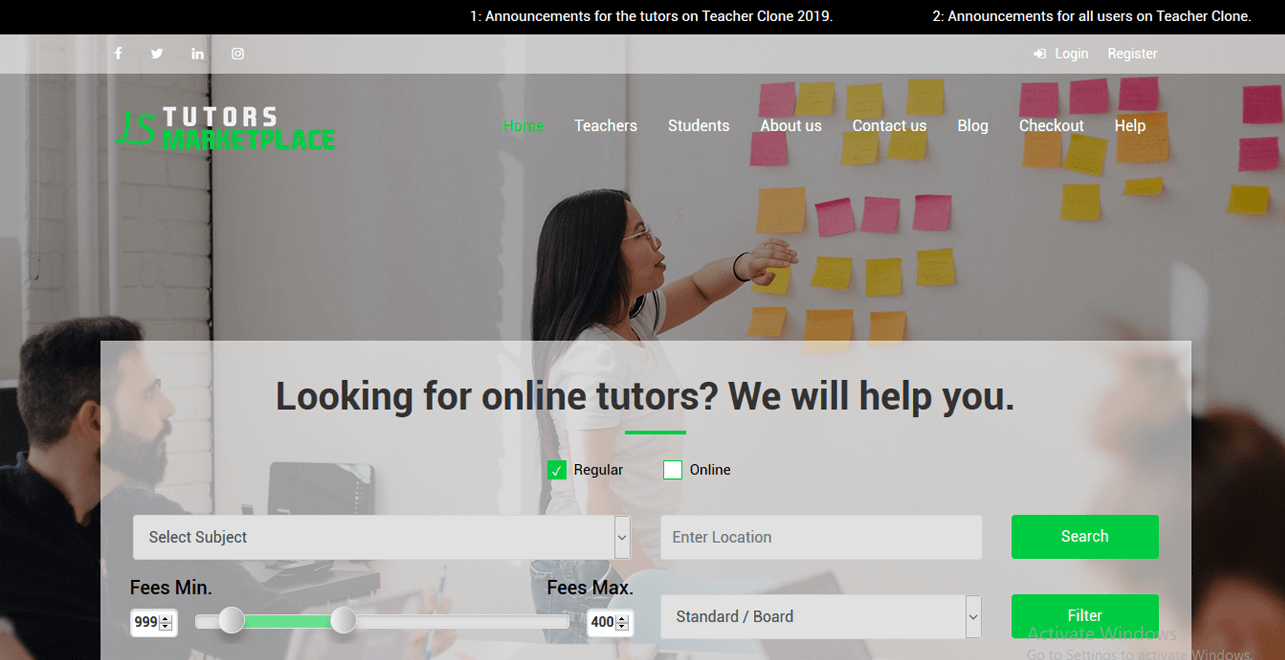 1: Announcements for the tutors on Teacher Clone 2019. 2: Announcements for all users on Teacher Clone.
Login Register
LS TUTORS
MARKETPLACE
Home Teachers Students About us Contact us Blog Checkout Help
Looking for online tutors? We will help you.
Regular Online
Select Subject Enter Location Search
Fees Min. Fees Max.
999 400 Standard / Board Filter
Activate Windows
Go to Settings to activate Windows.